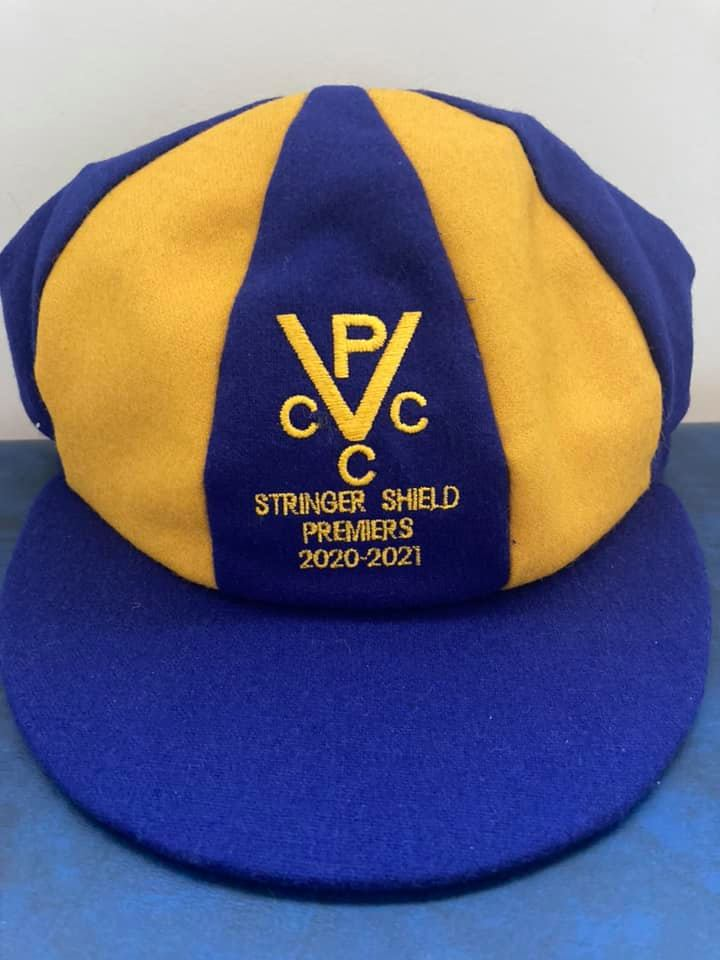 P
V
C C
C
STRINGER SHIELD
PREMIERS
2020-2021